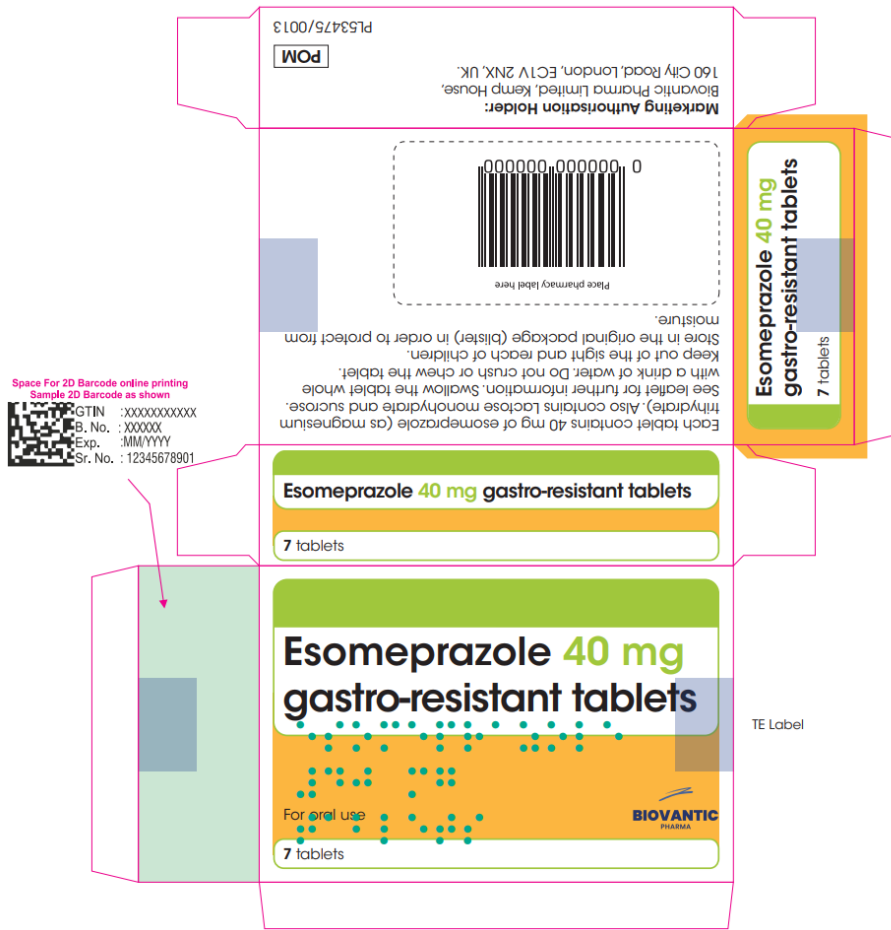 PL53475/0013
POM
Marketing Authorisation Holder:
Biovantic Pharma Limited, Kemp House,
160 City Road, London, EC1V 2NX, UK.
Esomeprazole 40 mg
gastro-resistant tablets
7 tablets
0 000000 000000
Place pharmacy label here
Each tablet contains 40 mg of esomeprazole (as magnesium
trihydrate). Also contains Lactose monohydrate and sucrose.
See leaflet for further information. Swallow the tablet whole
with a drink of water. Do not crush or chew the tablet.
Keep out of the sight and reach of children.
Store in the original package (blister) in order to protect from
moisture.
Space For 2D Barcode online printing
Sample 2D Barcode as shown
GTIN :XXXXXXXXXXX
B. No. : XXXXXX
Exp. :MM/YYYY
Sr. No. : 12345678901
Esomeprazole 40 mg gastro-resistant tablets
7 tablets
Esomeprazole 40 mg
gastro-resistant tablets
TE Label
For oral use
BIOVANTIC
PHARMA
7 tablets